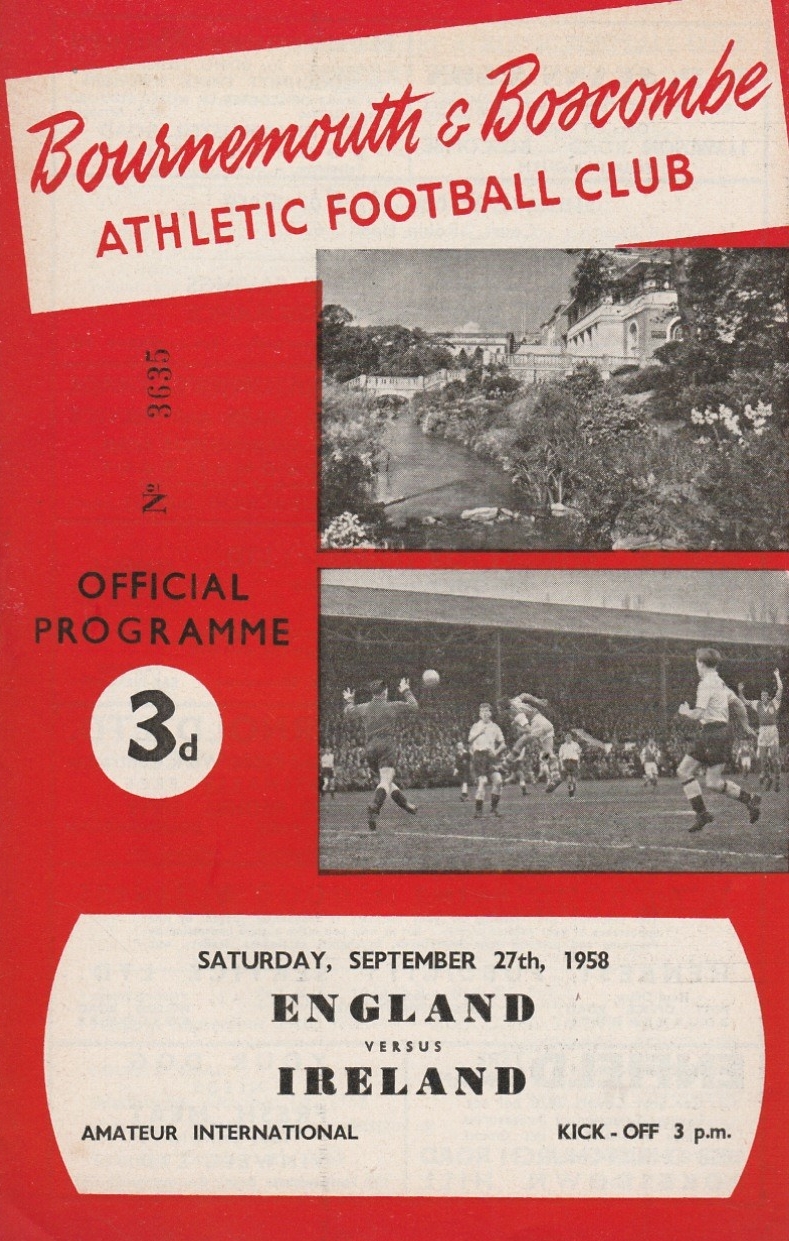 Bournemouth & Boscombe
ATHLETIC FOOTBALL CLUB
Nº 3635
OFFICIAL
PROGRAMME
3d
SATURDAY, SEPTEMBER 27th, 1958
ENGLAND
VERSUS
IRELAND
AMATEUR INTERNATIONAL KICK-OFF 3 p.m.